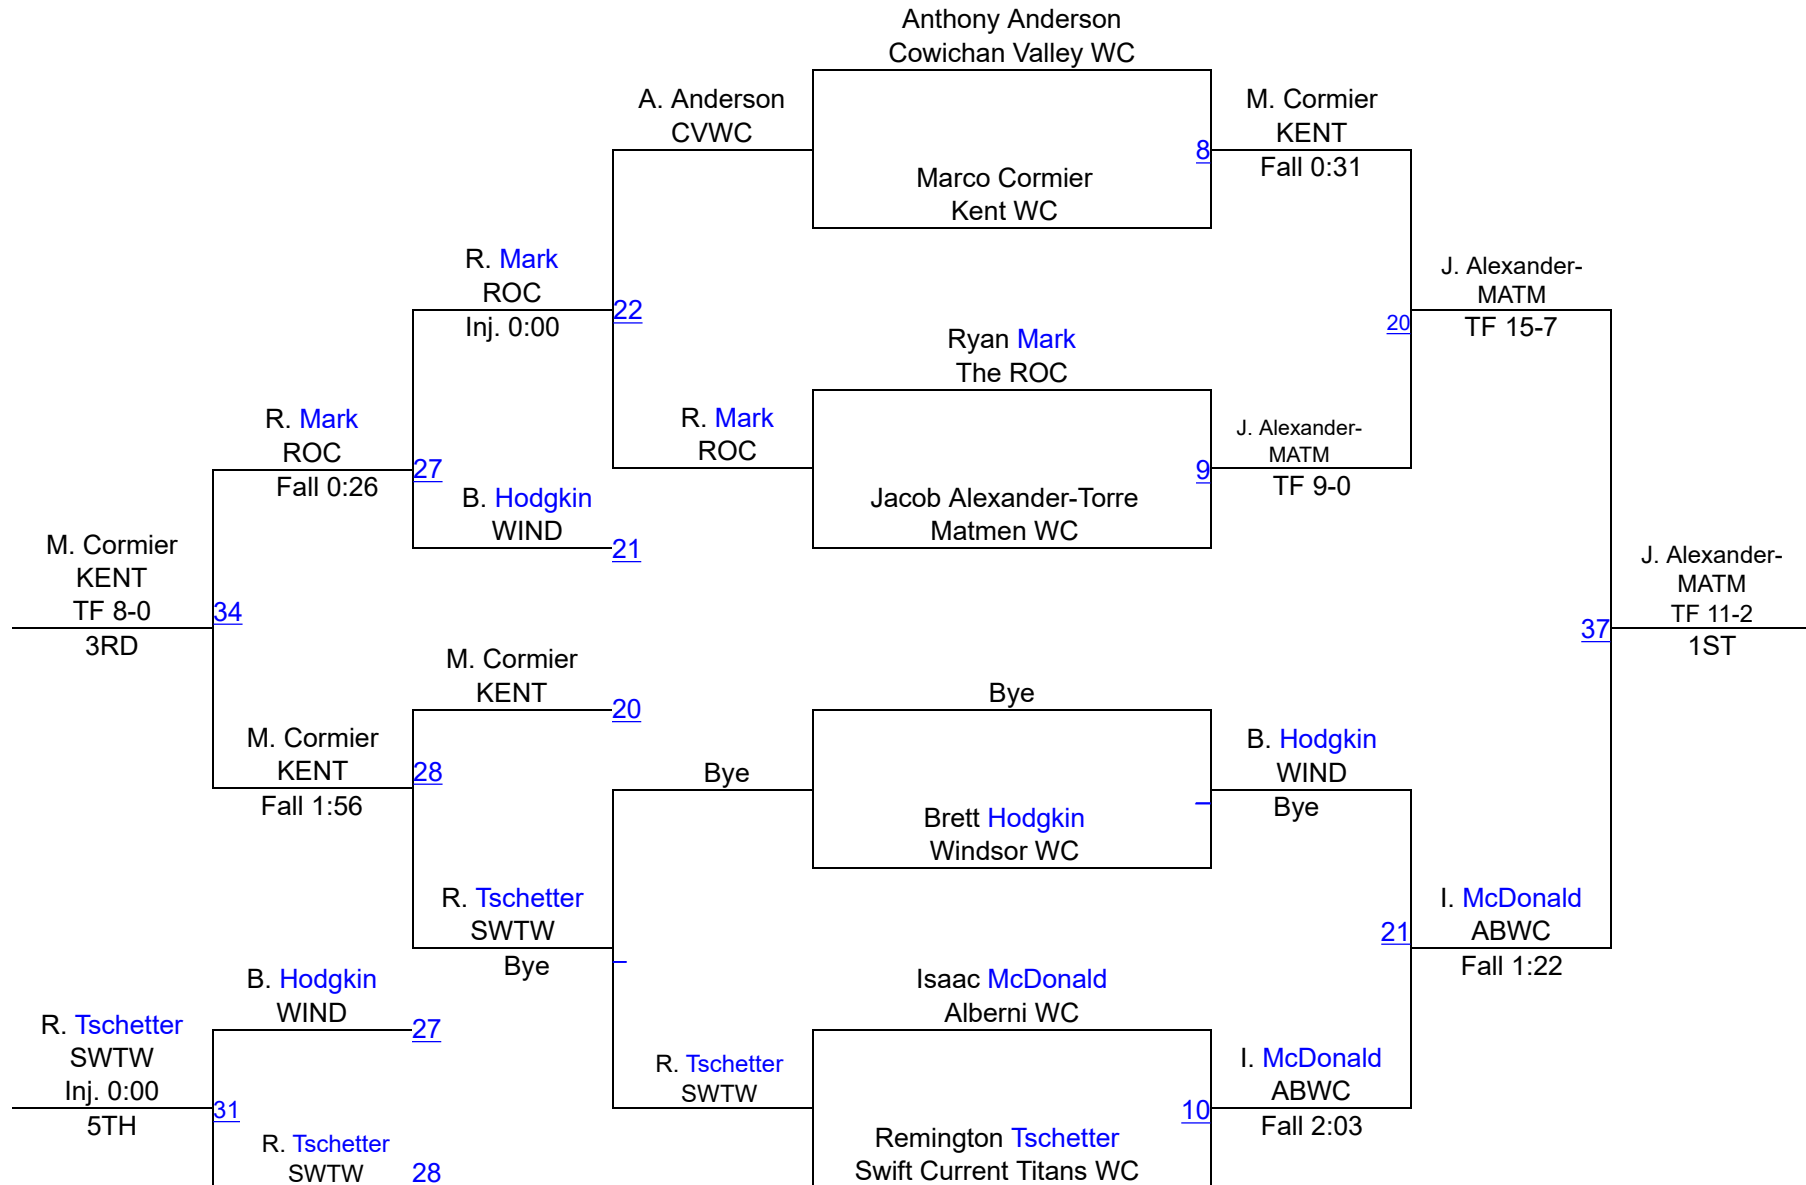 Anthony Anderson
Cowichan Valley WC
A. Anderson
CVWC
M. Cormier
KENT
8
Fall 0:31
Marco Cormier
Kent WC
R. Mark
ROC
Inj. 0:00
22
J. Alexander-
MATM
TF 15-7
20
Ryan Mark
The ROC
R. Mark
ROC
Fall 0:26
27
R. Mark
ROC
J. Alexander-
MATM
TF 9-0
9
B. Hodgkin
WIND
21
Jacob Alexander-Torre
Matmen WC
M. Cormier
KENT
TF 8-0
3RD
34
J. Alexander-
MATM
TF 11-2
1ST
37
M. Cormier
KENT
20
Bye
M. Cormier
KENT
Fall 1:56
28
Bye
B. Hodgkin
WIND
Bye
Brett Hodgkin
Windsor WC
R. Tschetter
SWTW
Bye
I. McDonald
ABWC
Fall 1:22
21
B. Hodgkin
WIND
27
Isaac McDonald
Alberni WC
R. Tschetter
SWTW
Inj. 0:00
5TH
31
R. Tschetter
SWTW
I. McDonald
ABWC
Fall 2:03
10
R. Tschetter
SWTW
28
Remington Tschetter
Swift Current Titans WC